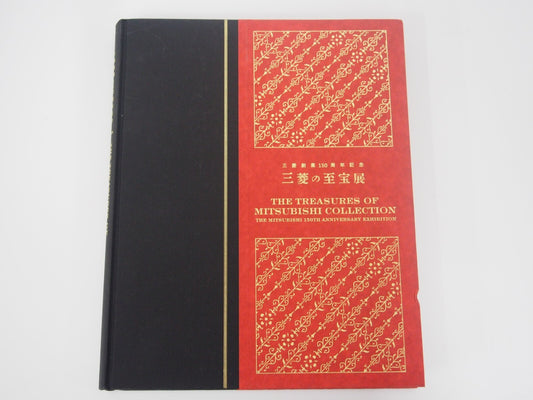 三菱創業150周年記念
三菱の至宝展
THE TREASURES OF
MITSUBISHI COLLECTION
THE MITSUBISHI 150TH ANNIVERSARY EXHIBITION